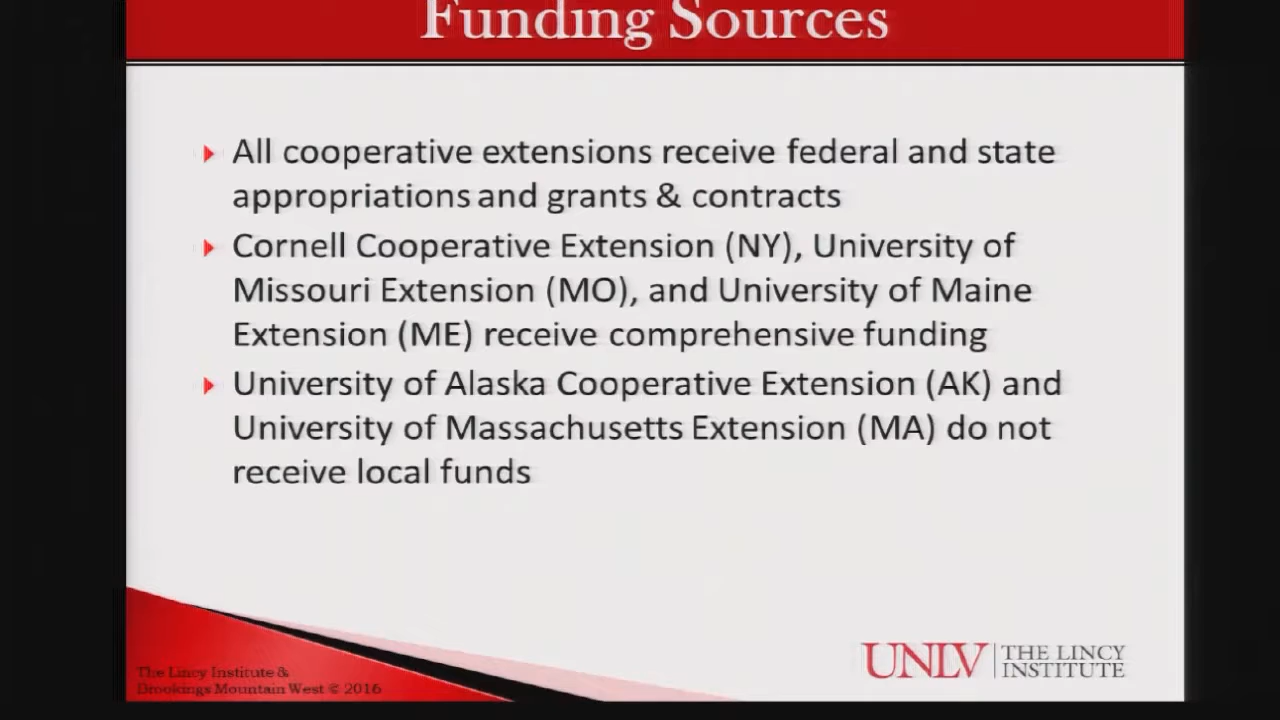 Funding Sources
All cooperative extensions receive federal and state
appropriations and grants & contracts
Cornell Cooperative Extension (NY), University of
Missouri Extension (MO), and University of Maine
Extension (ME) receive comprehensive funding
University of Alaska Cooperative Extension (AK) and
University of Massachusetts Extension (MA) do not
receive local funds
The Lincy Institute &
Brookings Mountain West © 2016
UNLV THE LINCY
INSTITUTE